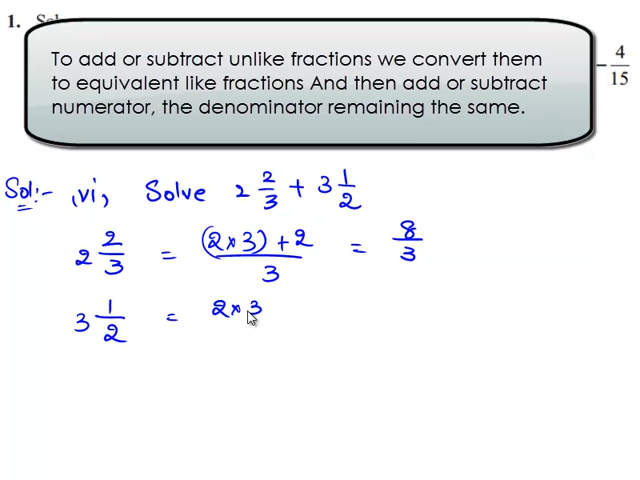 1. Sol
To add or subtract unlike fractions we convert them
to equivalent like fractions And then add or subtract
numerator, the denominator remaining the same.
- 4/15
Sol:- (vi) Solve 2 2/3 + 3 1/2
2 2/3 = (2 × 3) + 2 / 3 = 8/3
3 1/2 = 2 × 3